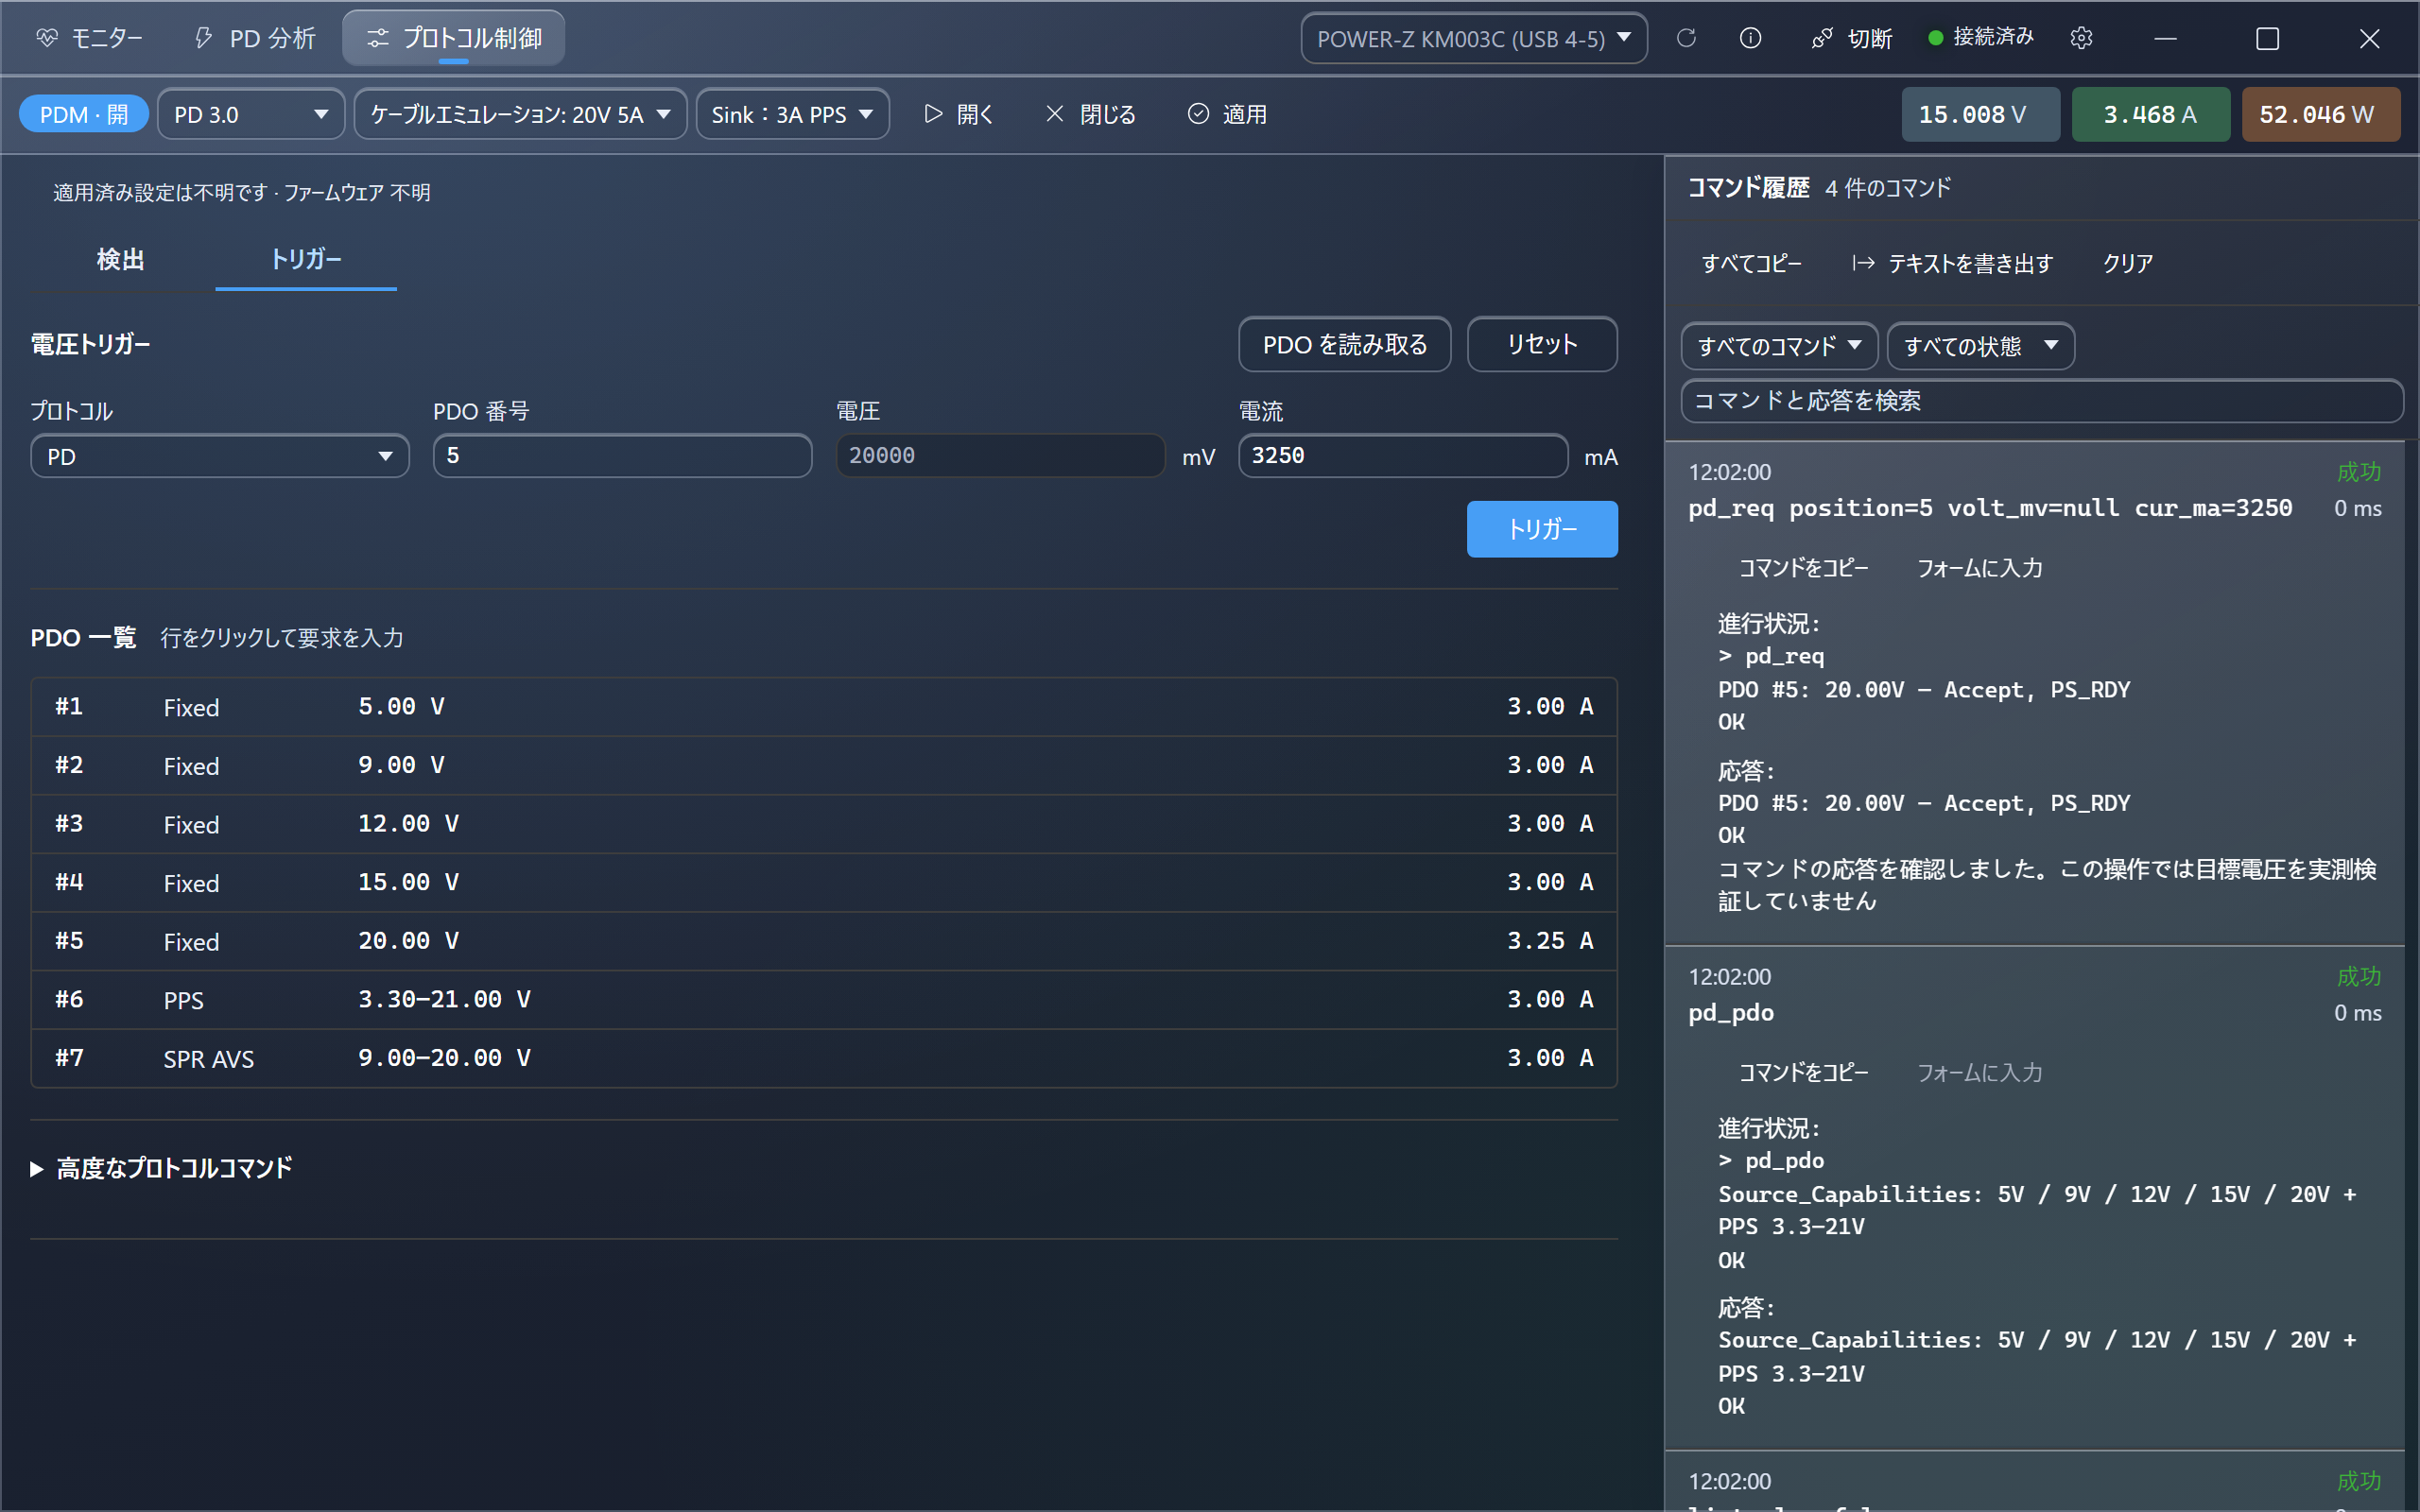 モニター
PD 分析
プロトコル制御
POWER-Z KM003C (USB 4-5)
切断
接続済み
PDM · 開
PD 3.0
ケーブルエミュレーション: 20V 5A
Sink：3A PPS
開く
閉じる
適用
15.008 V
3.468 A
52.046 W
適用済み設定は不明です · ファームウェア 不明
検出
トリガー
電圧トリガー
PDO を読み取る
リセット
プロトコル
PDO 番号
電圧
電流
PD
5
20000 mV
3250 mA
トリガー
PDO 一覧 行をクリックして要求を入力
#1 Fixed 5.00 V 3.00 A
#2 Fixed 9.00 V 3.00 A
#3 Fixed 12.00 V 3.00 A
#4 Fixed 15.00 V 3.00 A
#5 Fixed 20.00 V 3.25 A
#6 PPS 3.30–21.00 V 3.00 A
#7 SPR AVS 9.00–20.00 V 3.00 A
高度なプロトコルコマンド
コマンド履歴 4 件のコマンド
すべてコピー
テキストを書き出す
クリア
すべてのコマンド
すべての状態
コマンドと応答を検索
12:02:00 成功
pd_req position=5 volt_mv=null cur_ma=3250 0 ms
コマンドをコピー フォームに入力
進行状況:
> pd_req
PDO #5: 20.00V — Accept, PS_RDY
OK
応答:
PDO #5: 20.00V — Accept, PS_RDY
OK
コマンドの応答を確認しました。この操作では目標電圧を実測検
証していません
12:02:00 成功
pd_pdo 0 ms
コマンドをコピー フォームに入力
進行状況:
> pd_pdo
Source_Capabilities: 5V / 9V / 12V / 15V / 20V +
PPS 3.3–21V
OK
応答:
Source_Capabilities: 5V / 9V / 12V / 15V / 20V +
PPS 3.3–21V
OK
12:02:00 成功